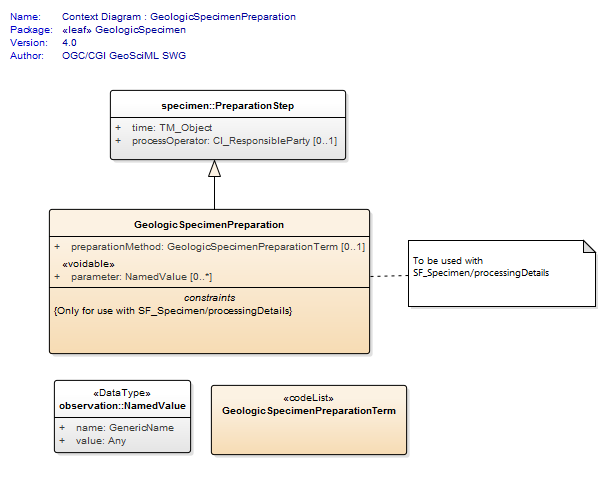 Name: Context Diagram : GeologicSpecimenPreparation
Package: «leaf» GeologicSpecimen
Version: 4.0
Author: OGC/CGI GeoSciML SWG
specimen::PreparationStep
+ time: TM_Object
+ processOperator: CI_ResponsibleParty [0..1]
GeologicSpecimenPreparation
+ preparationMethod: GeologicSpecimenPreparationTerm [0..1]
«voidable»
+ parameter: NamedValue [0..*]
constraints
{Only for use with SF_Specimen/processingDetails}
To be used with
SF_Specimen/processingDetails
«DataType»
observation::NamedValue
+ name: GenericName
+ value: Any
«codeList»
GeologicSpecimenPreparationTerm